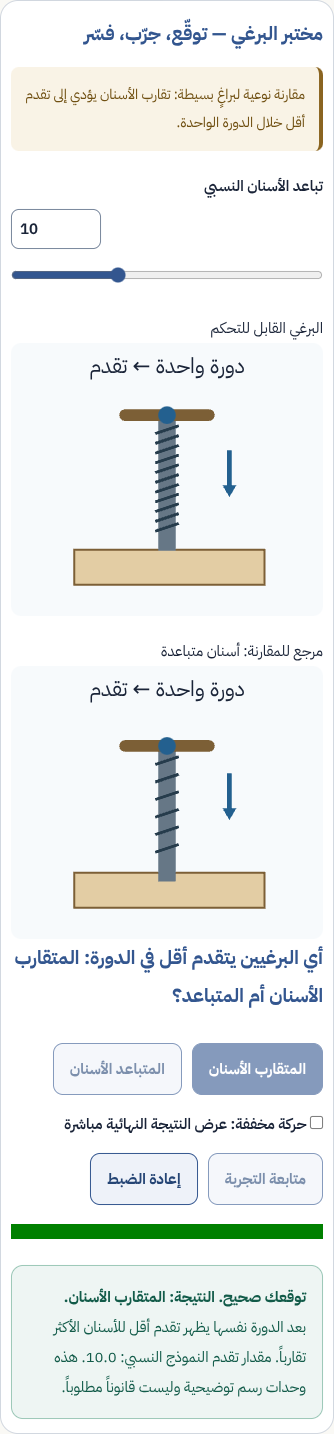 مختبر البرغي — توقّع، جرّب، فسّر
مقارنة نوعية لبراغٍ بسيطة: تقارب الأسنان يؤدي إلى تقدم
أقل خلال الدورة الواحدة.
تباعد الأسنان النسبي
10
البرغي القابل للتحكم
دورة واحدة ← تقدم
مرجع للمقارنة: أسنان متباعدة
دورة واحدة ← تقدم
أي البرغيين يتقدم أقل في الدورة: المتقارب
الأسنان أم المتباعد؟
المتقارب الأسنان
المتباعد الأسنان
حركة مخففة: عرض النتيجة النهائية مباشرة
متابعة التجربة
إعادة الضبط
توقعك صحيح. النتيجة: المتقارب الأسنان.
بعد الدورة نفسها يظهر تقدم أقل للأسنان الأكثر
تقارباً. مقدار تقدم النموذج النسبي: 10.0. هذه
وحدات رسم توضيحية وليست قانوناً مطلوباً.